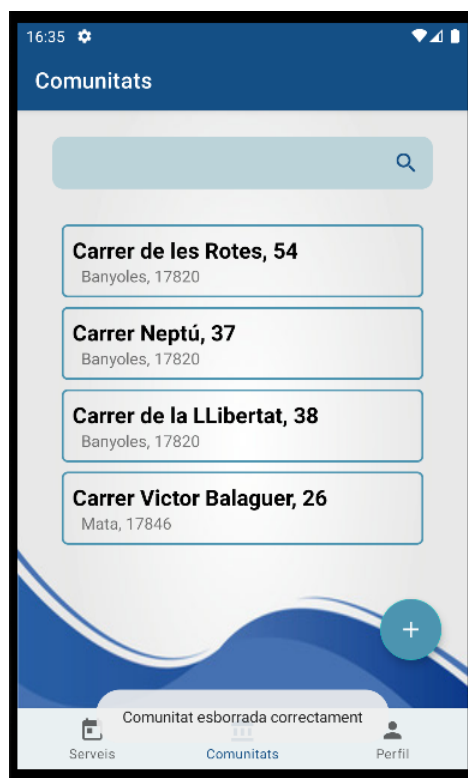 16:35
Comunitats
Carrer de les Rotes, 54
Banyoles, 17820
Carrer Neptú, 37
Banyoles, 17820
Carrer de la LLibertat, 38
Banyoles, 17820
Carrer Victor Balaguer, 26
Mata, 17846
+
Comunitat esborrada correctament
Serveis
Comunitats
Perfil